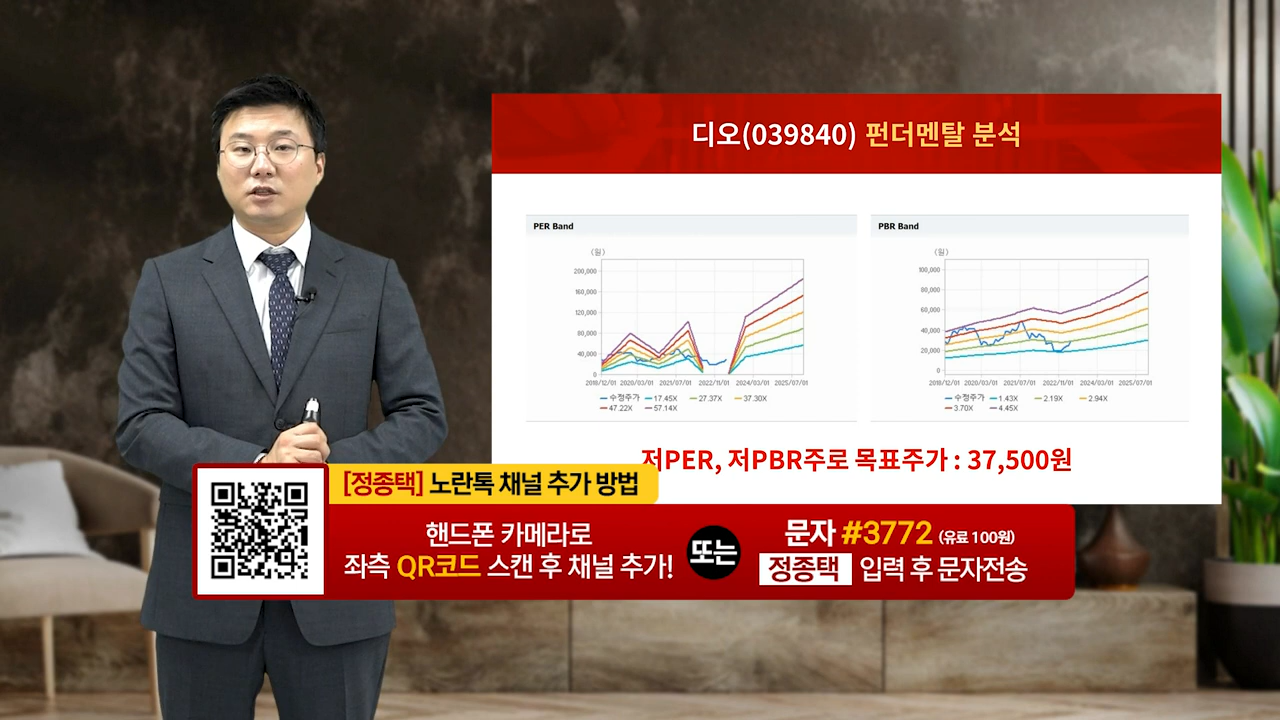 디오(039840) 펀더멘탈 분석
PER Band
(원)
200,000
160,000
120,000
80,000
40,000
0
2018/12/01 2020/03/01 2021/07/01 2022/11/01 2024/03/01 2025/07/01
수정주가 17.45X 27.37X 37.30X
47.22X 57.14X
PBR Band
(원)
100,000
80,000
60,000
40,000
20,000
0
2018/12/01 2020/03/01 2021/07/01 2022/11/01 2024/03/01 2025/07/01
수정주가 1.43X 2.19X 2.94X
3.70X 4.45X
저PER, 저PBR주로 목표주가 : 37,500원
[정종택] 노란톡 채널 추가 방법
핸드폰 카메라로
좌측 QR코드 스캔 후 채널 추가!
또는
문자 #3772 (유료 100원)
정종택 입력 후 문자전송